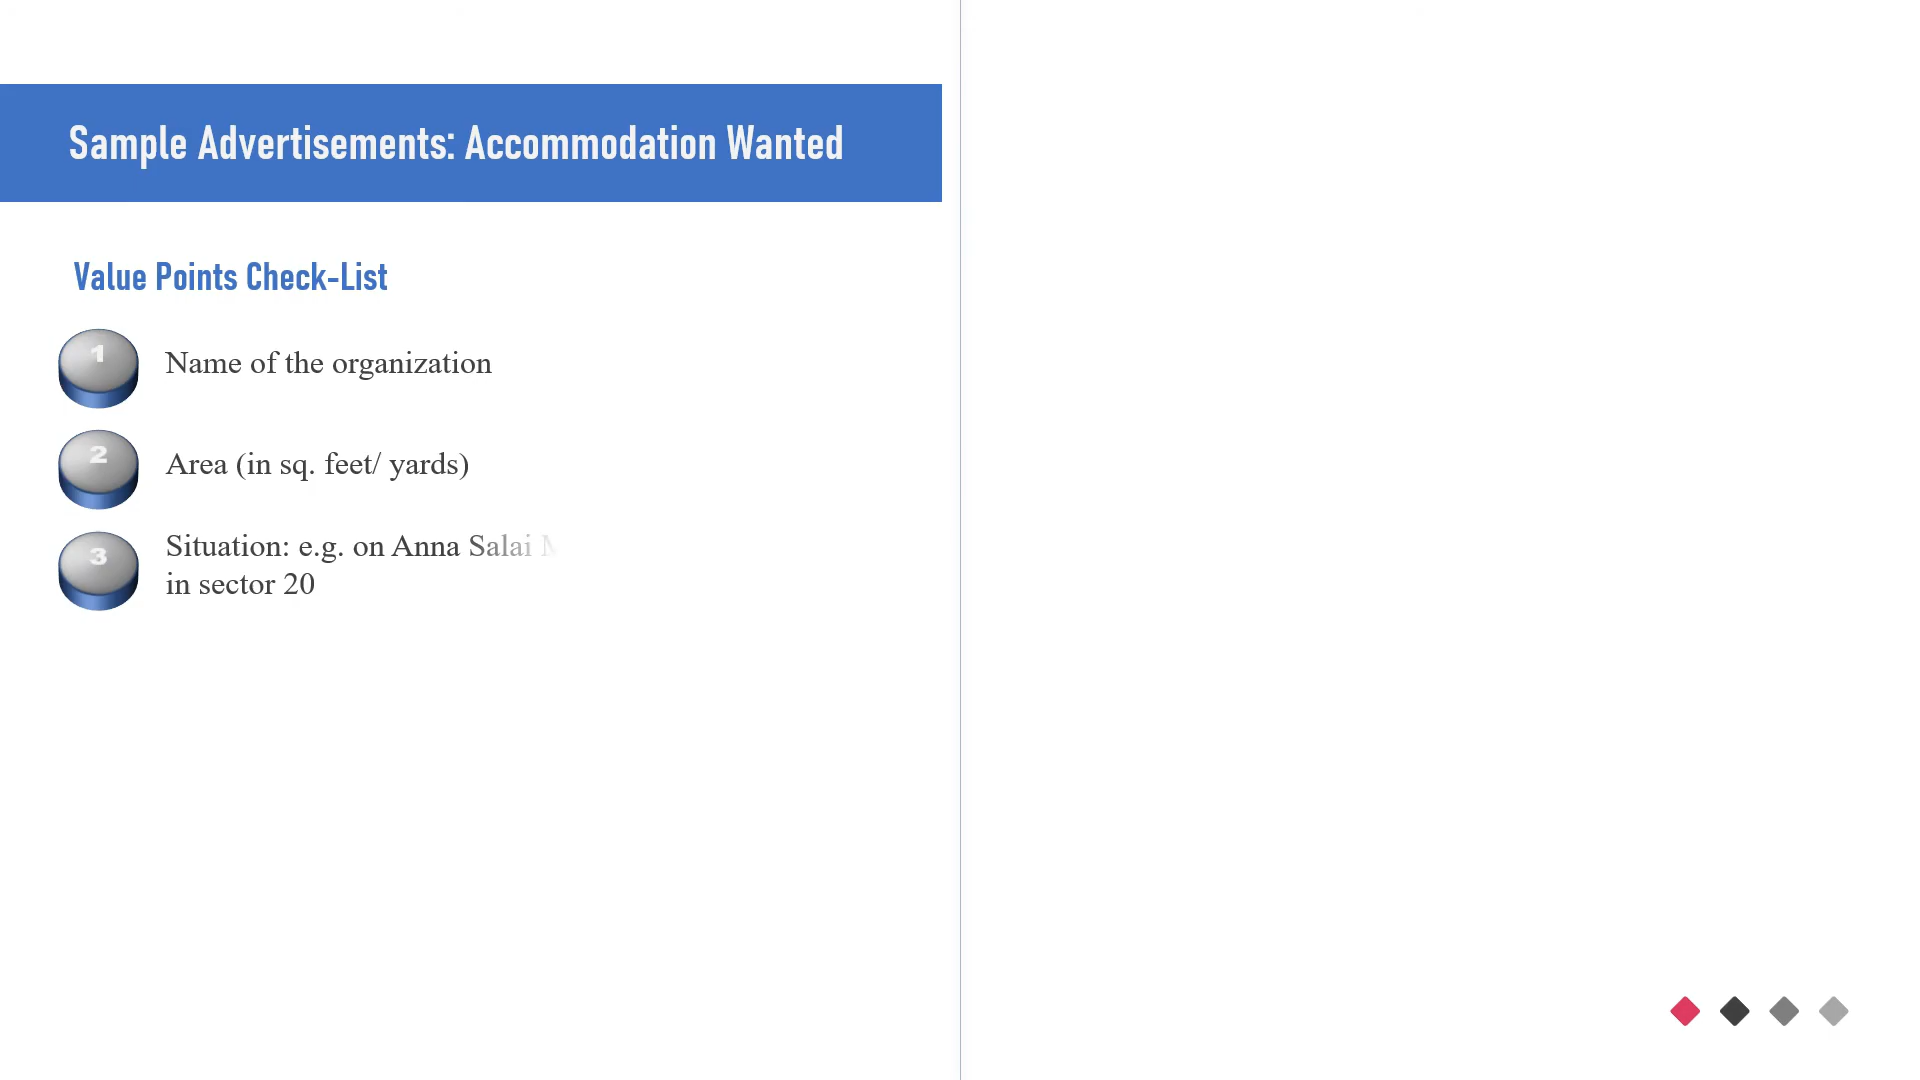 Sample Advertisements: Accommodation Wanted
Value Points Check-List
1
Name of the organization
2
Area (in sq. feet/ yards)
3
Situation: e.g. on Anna Salai
in sector 20